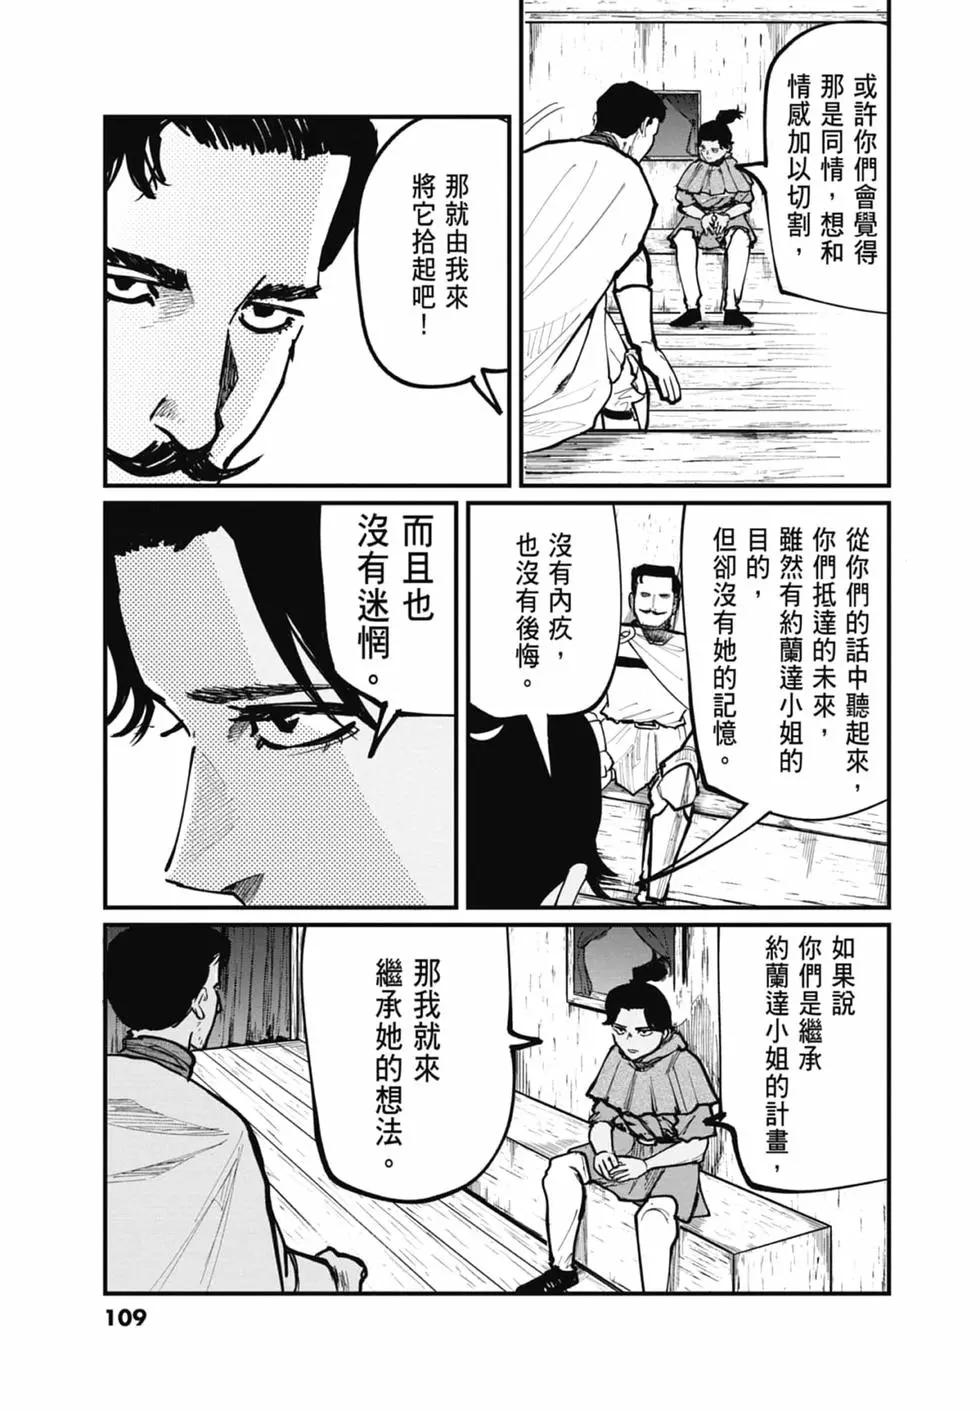 或許你們會覺得
那是同情，想和
情感加以切割，
那就由我來
將它拾起吧！
從你們的話中聽起來，
你們抵達的未來，
雖然有約蘭達小姐的
目的，
但卻沒有她的記憶。
沒有內疚，
也沒有後悔。
而且也
沒有迷惘。
如果說
你們是繼承
約蘭達小姐的計畫，
那我就來
繼承她的想法。
109